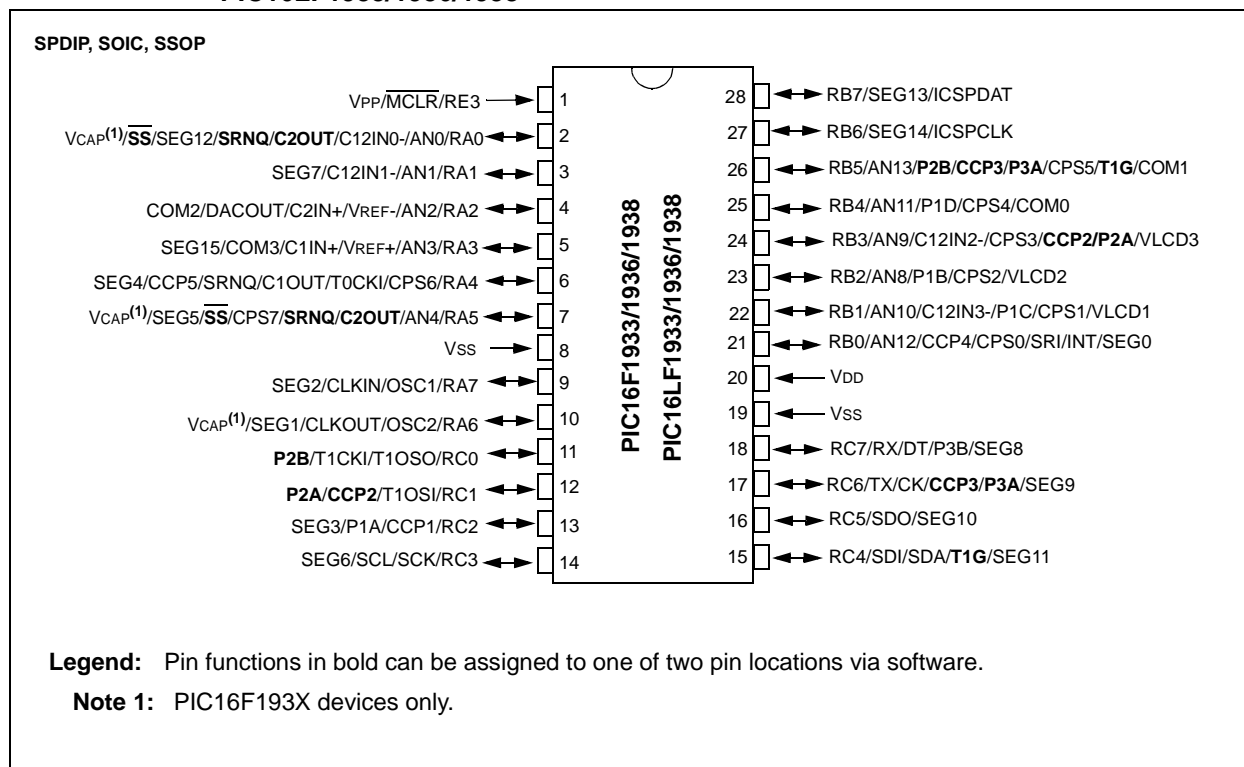 SPDIP, SOIC, SSOP
VPP/MCLR/RE3 1
VCAP(1)/SS/SEG12/SRNQ/C2OUT/C12IN0-/AN0/RA0 2
SEG7/C12IN1-/AN1/RA1 3
COM2/DACOUT/C2IN+/VREF-/AN2/RA2 4
SEG15/COM3/C1IN+/VREF+/AN3/RA3 5
SEG4/CCP5/SRNQ/C1OUT/T0CKI/CPS6/RA4 6
VCAP(1)/SEG5/SS/CPS7/SRNQ/C2OUT/AN4/RA5 7
VSS 8
SEG2/CLKIN/OSC1/RA7 9
VCAP(1)/SEG1/CLKOUT/OSC2/RA6 10
P2B/T1CKI/T1OSO/RC0 11
P2A/CCP2/T1OSI/RC1 12
SEG3/P1A/CCP1/RC2 13
SEG6/SCL/SCK/RC3 14
PIC16F1933/1936/1938
PIC16LF1933/1936/1938
28 RB7/SEG13/ICSPDAT
27 RB6/SEG14/ICSPCLK
26 RB5/AN13/P2B/CCP3/P3A/CPS5/T1G/COM1
25 RB4/AN11/P1D/CPS4/COM0
24 RB3/AN9/C12IN2-/CPS3/CCP2/P2A/VLCD3
23 RB2/AN8/P1B/CPS2/VLCD2
22 RB1/AN10/C12IN3-/P1C/CPS1/VLCD1
21 RB0/AN12/CCP4/CPS0/SRI/INT/SEG0
20 VDD
19 VSS
18 RC7/RX/DT/P3B/SEG8
17 RC6/TX/CK/CCP3/P3A/SEG9
16 RC5/SDO/SEG10
15 RC4/SDI/SDA/T1G/SEG11
Legend: Pin functions in bold can be assigned to one of two pin locations via software.
Note 1: PIC16F193X devices only.